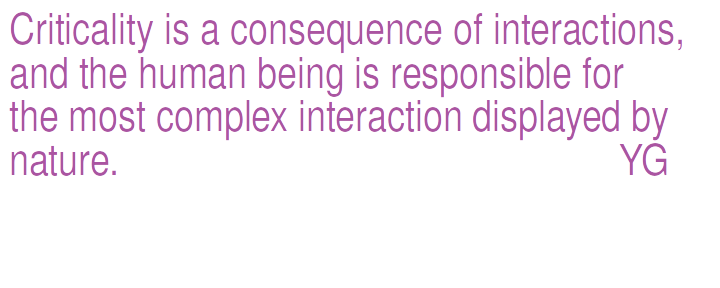 Criticality is a consequence of interactions,
and the human being is responsible for
the most complex interaction displayed by
nature. YG